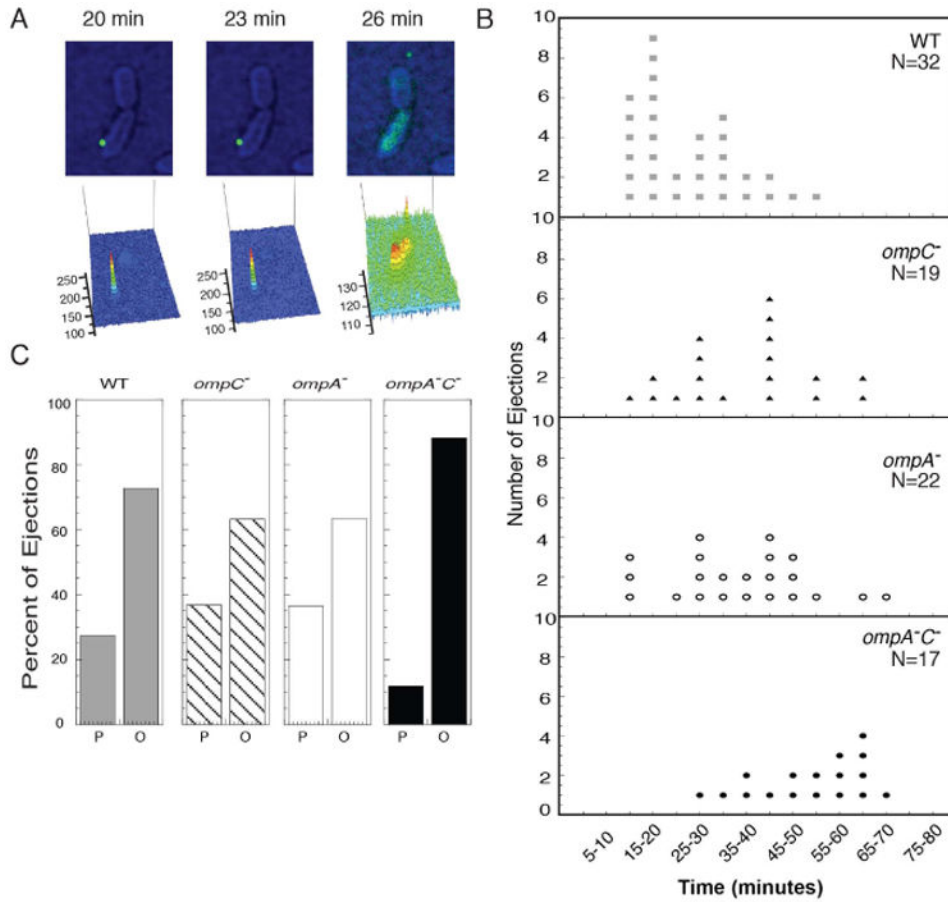 A
20 min
23 min
26 min
250
200
150
100
250
200
150
100
130
120
110
B
Number of Ejections
10
8
6
4
2
WT
N=32
10
8
6
4
2
ompC⁻
N=19
10
8
6
4
2
ompA⁻
N=22
10
8
6
4
2
0
ompA⁻C⁻
N=17
5-10
15-20
25-30
35-40
45-50
55-60
65-70
75-80
Time (minutes)
C
WT
ompC⁻
ompA⁻
ompA⁻C⁻
Percent of Ejections
100
80
60
40
20
0
P O
P O
P O
P O